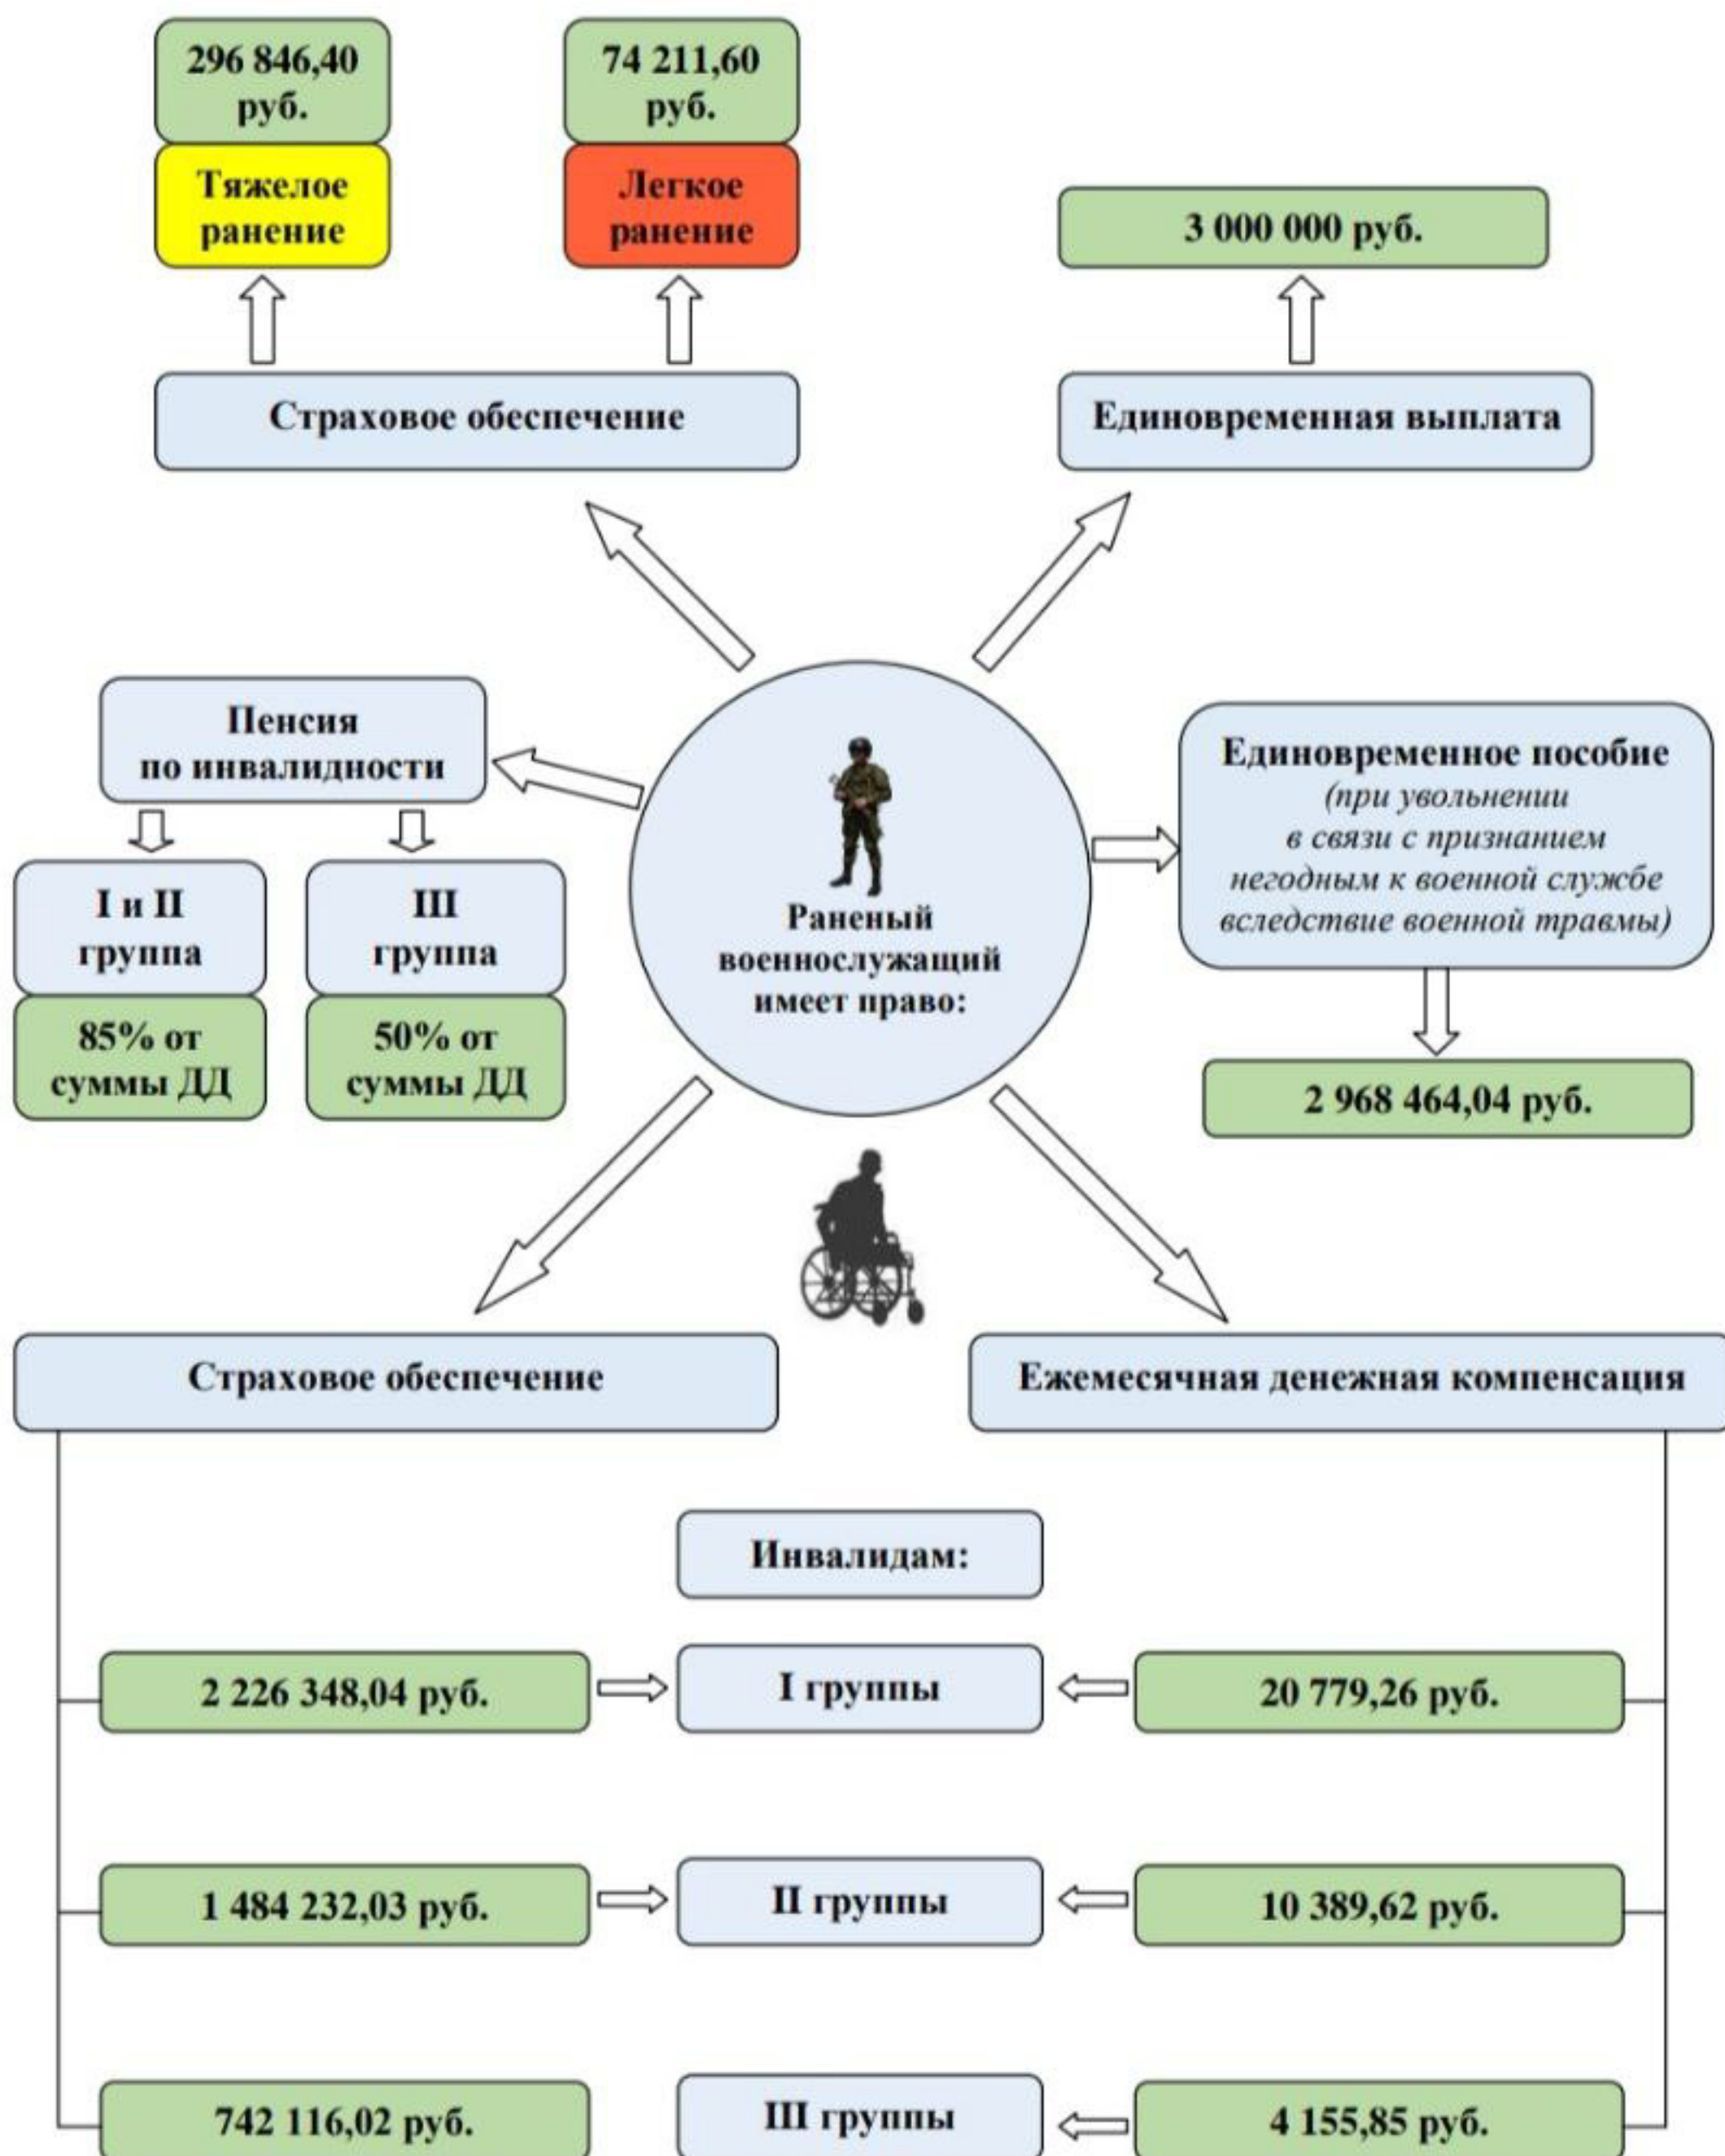 296 846,40
руб.
Тяжелое
ранение
74 211,60
руб.
Легкое
ранение
3 000 000 руб.
Страховое обеспечение
Единовременная выплата
Пенсия
по инвалидности
I и II
группа
85% от
суммы ДД
III
группа
50% от
суммы ДД
Раненый
военнослужащий
имеет право:
Единовременное пособие
(при увольнении
в связи с признанием
негодным к военной службе
вследствие военной травмы)
2 968 464,04 руб.
Страховое обеспечение
Ежемесячная денежная компенсация
Инвалидам:
2 226 348,04 руб.
I группы
20 779,26 руб.
1 484 232,03 руб.
II группы
10 389,62 руб.
742 116,02 руб.
III группы
4 155,85 руб.